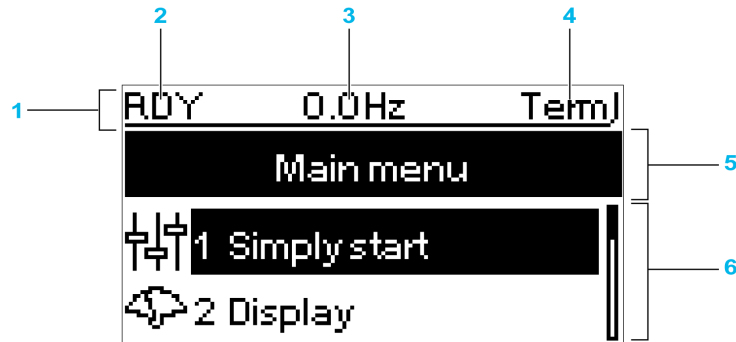 2 3 4
1 RDY 0.0Hz Term
Main menu 5
1 Simply start
6
2 Display